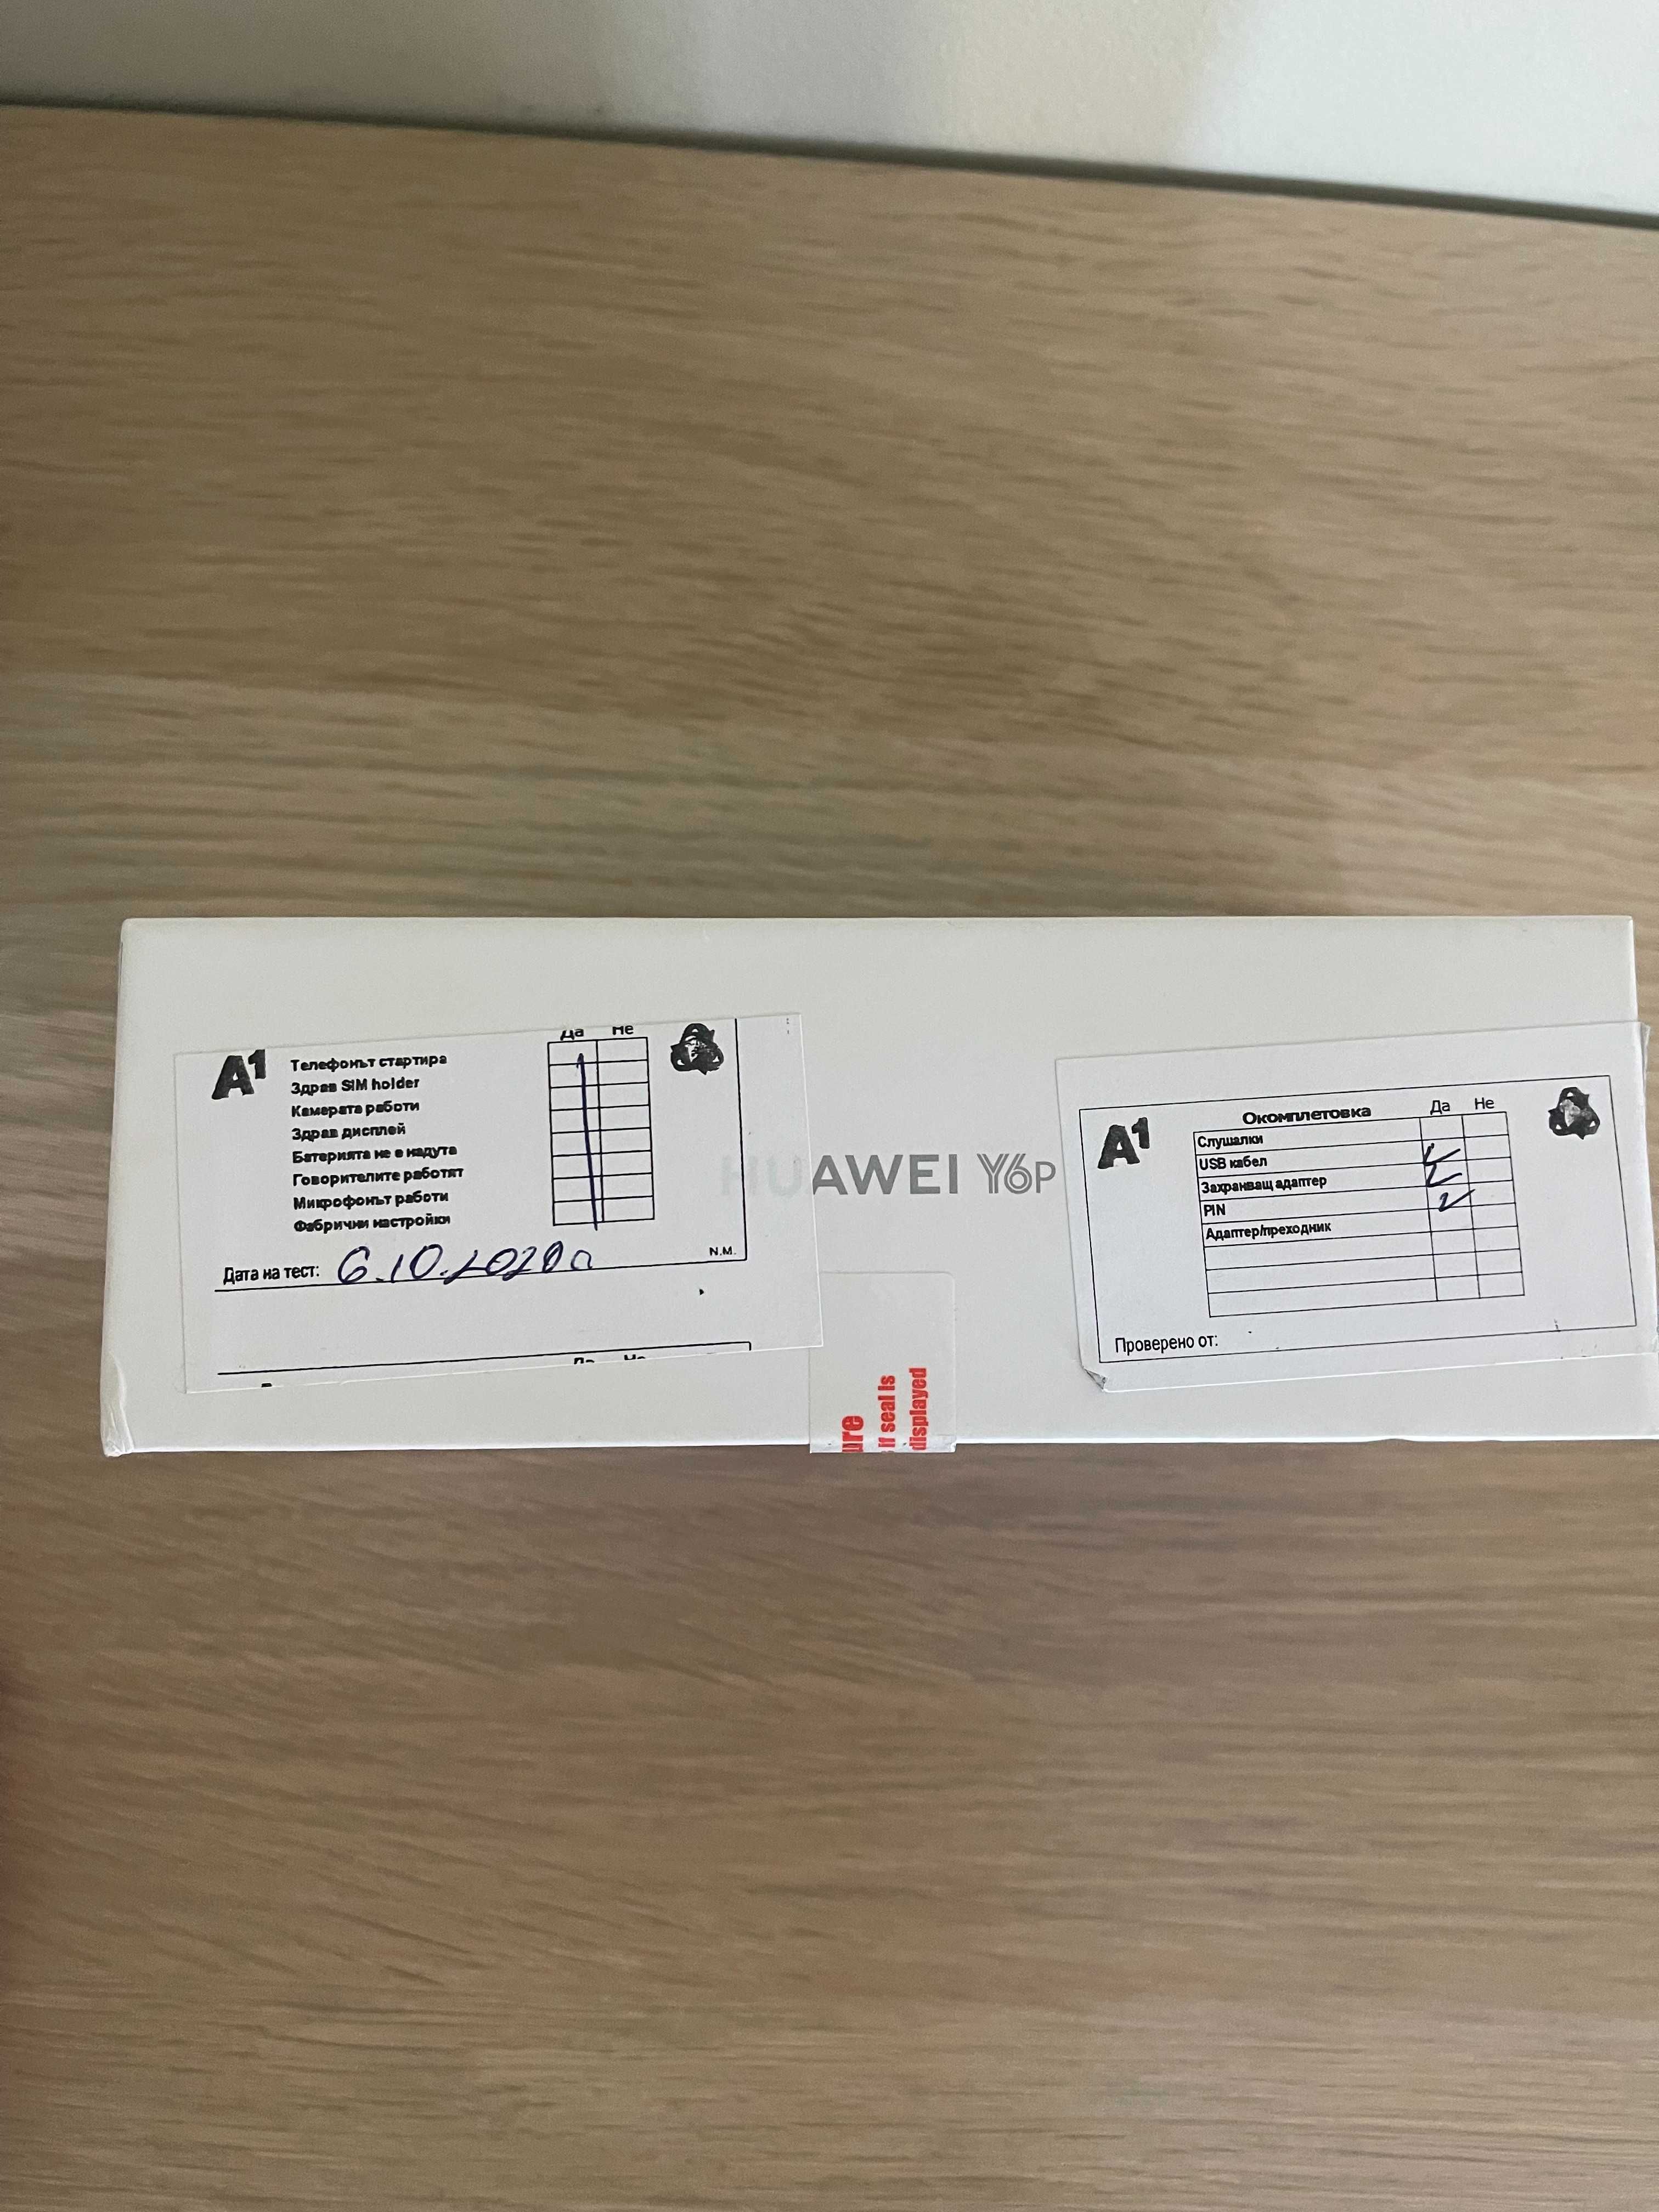 A1
Да Не
Телефонът стартира
Здрав SIM holder
Камерата работи
Здрав дисплей
Батерията не е надута
Говорителите работят
Микрофонът работи
Фабрични настройки
Дата на тест: 6.10.2020
N.M.
HUAWEI Y6P
A1
Окомплетовка Да Не
Слушалки
USB кабел
Захранващ адаптер
PIN
Адаптер/преходник
Проверено от:
if seal is
displayed